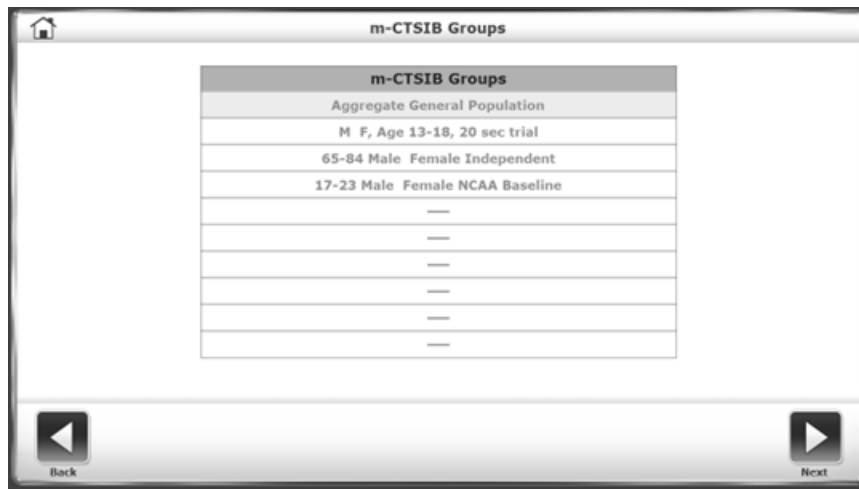 m-CTSIB Groups
m-CTSIB Groups
Aggregate General Population
M F, Age 13-18, 20 sec trial
65-84 Male Female Independent
17-23 Male Female NCAA Baseline
—
—
—
—
—
—
Back
Next